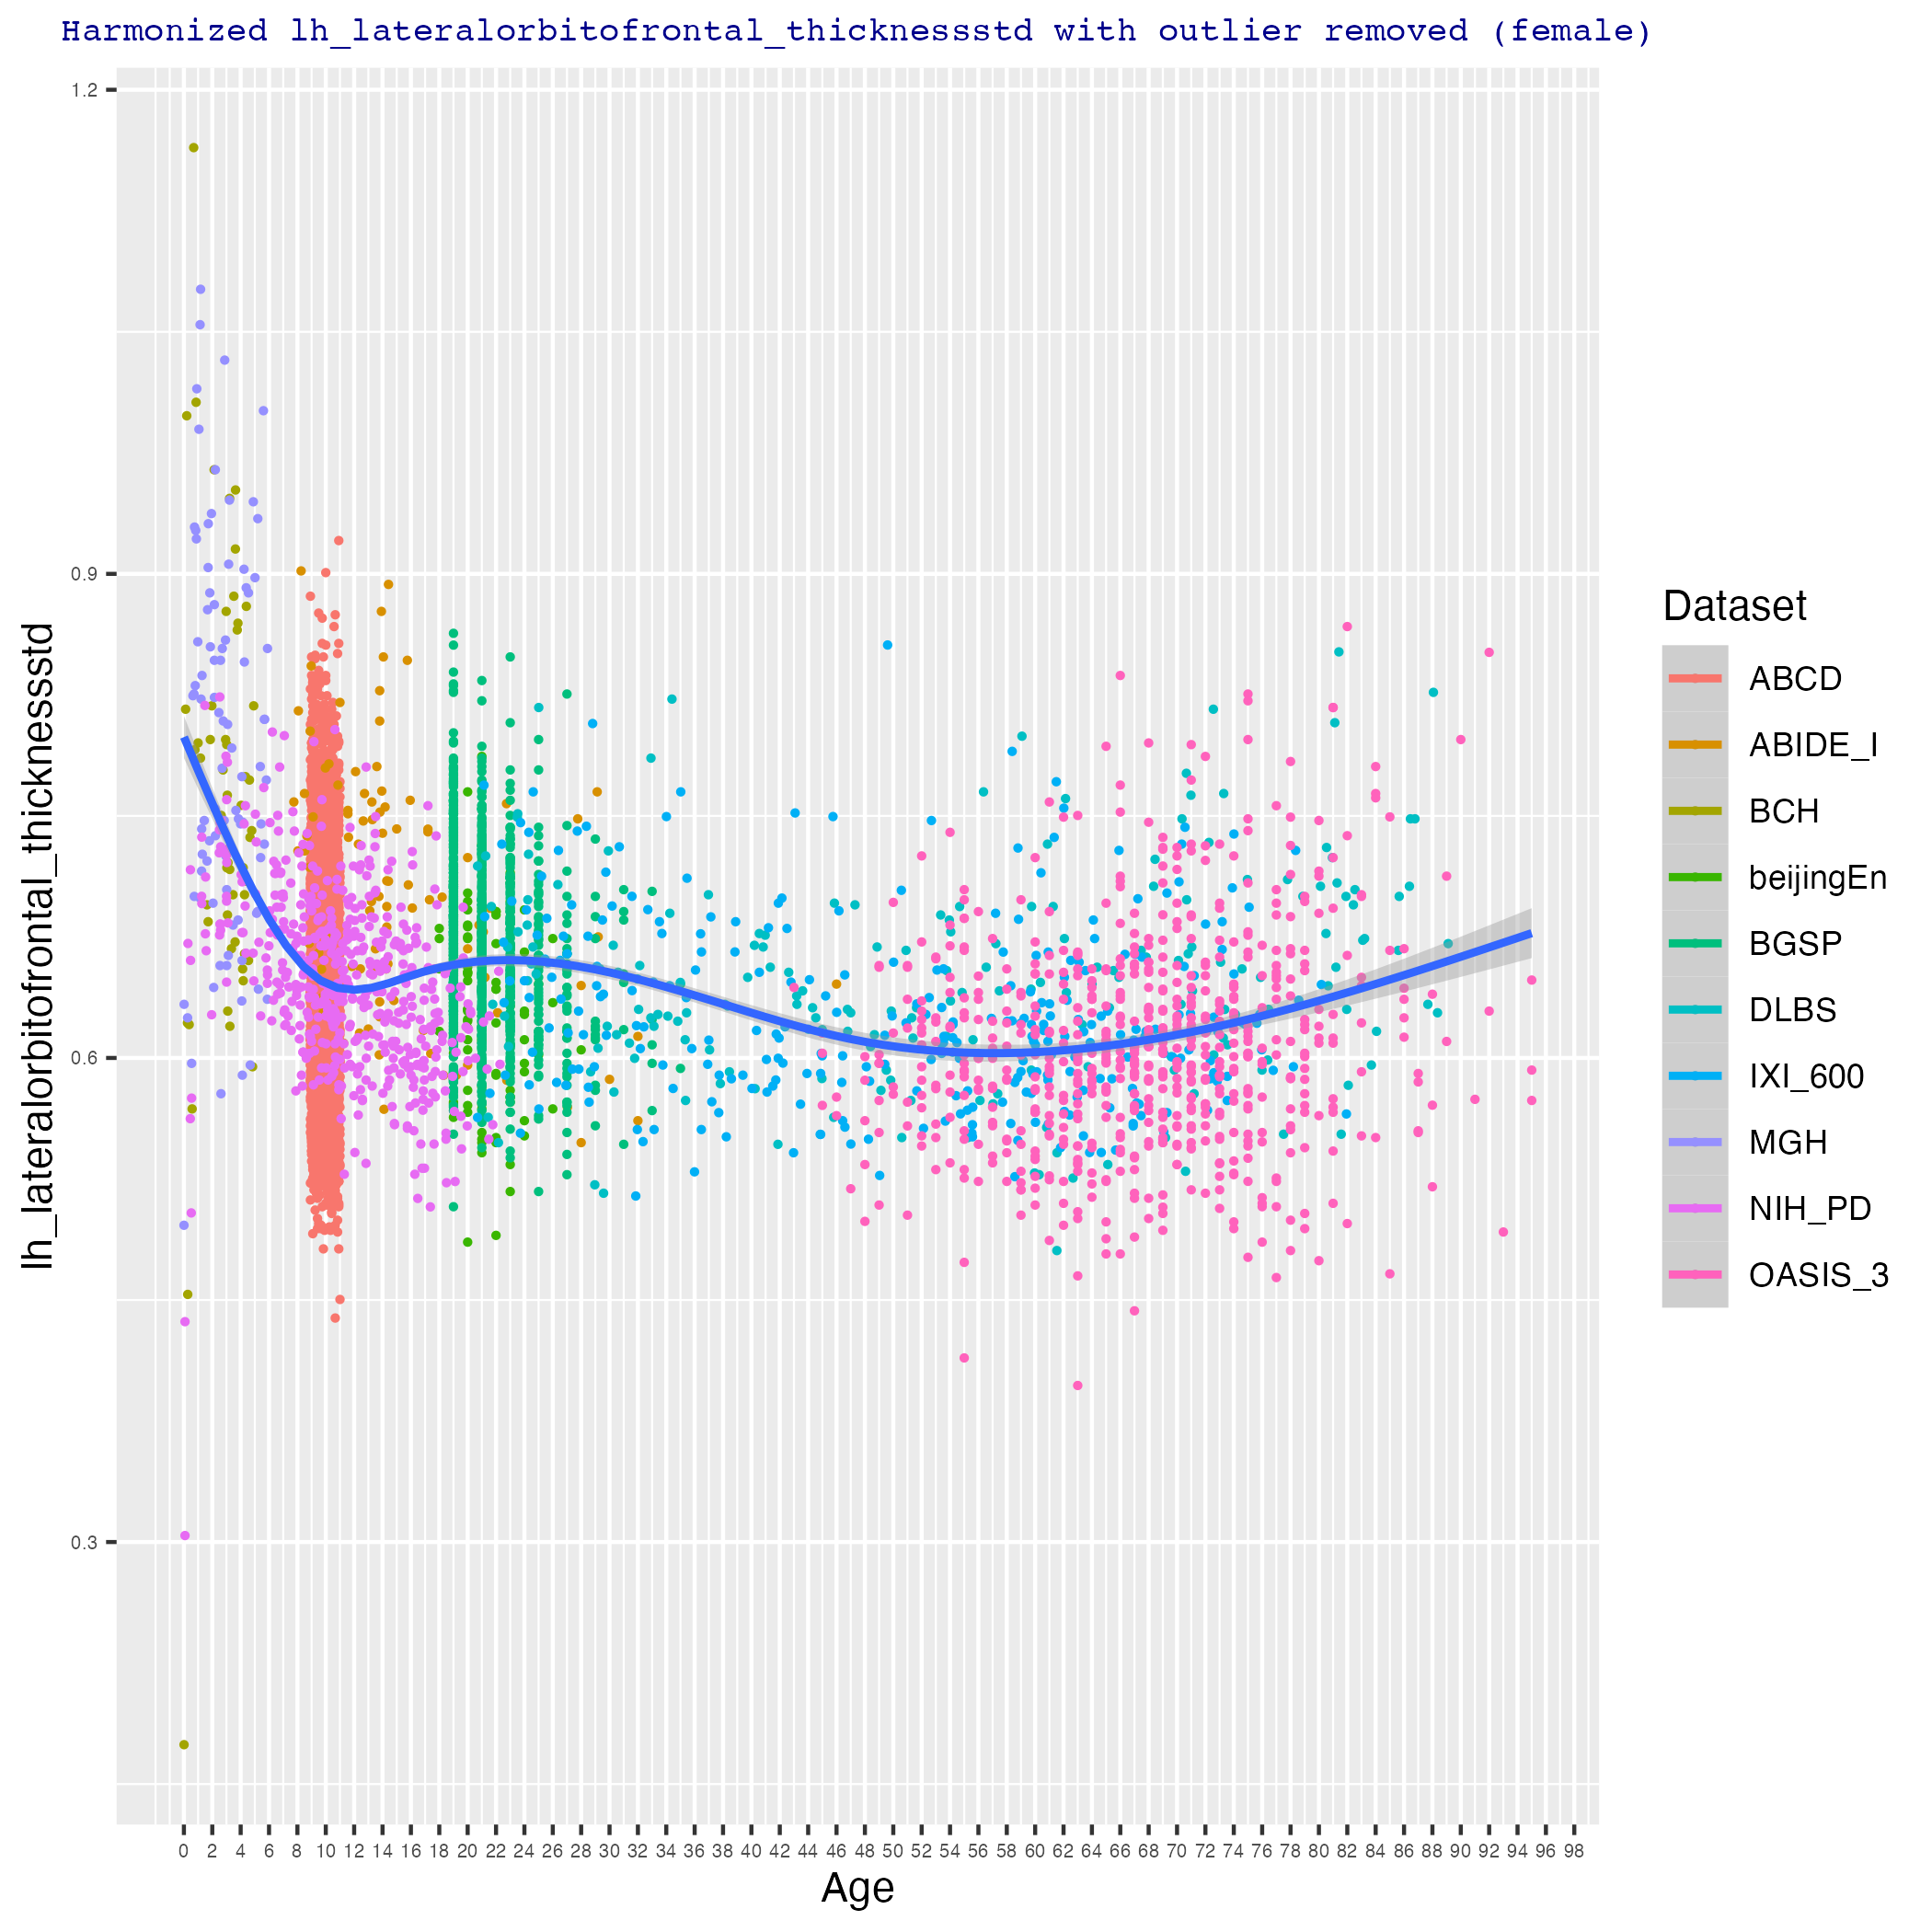 Harmonized lh_lateralorbitofrontal_thicknessstd with outlier removed (female)
lh_lateralorbitofrontal_thicknessstd
1.2
0.9
0.6
0.3
0 2 4 6 8 10 12 14 16 18 20 22 24 26 28 30 32 34 36 38 40 42 44 46 48 50 52 54 56 58 60 62 64 66 68 70 72 74 76 78 80 82 84 86 88 90 92 94 96 98
Age
Dataset
ABCD
ABIDE_I
BCH
beijingEn
BGSP
DLBS
IXI_600
MGH
NIH_PD
OASIS_3